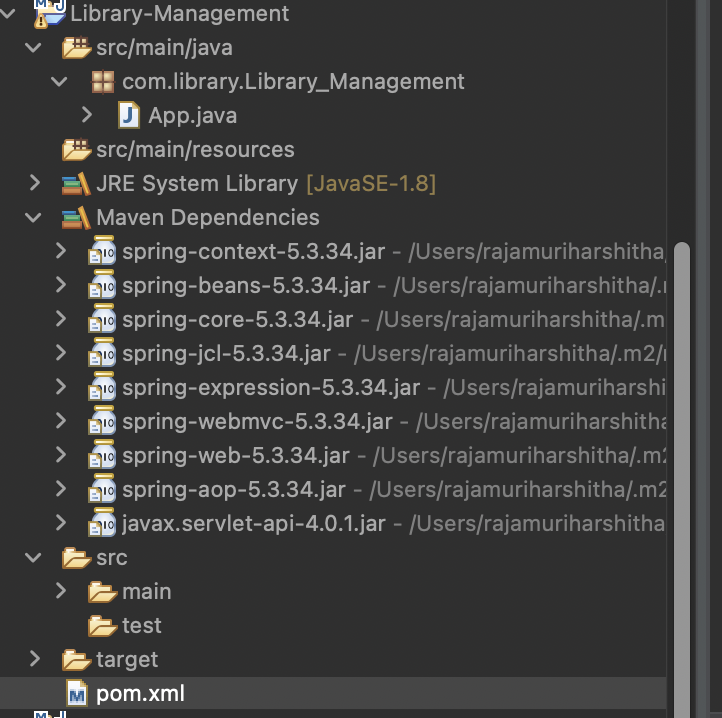 Library-Management
src/main/java
com.library.Library_Management
App.java
src/main/resources
JRE System Library [JavaSE-1.8]
Maven Dependencies
spring-context-5.3.34.jar - /Users/rajamuriharshitha/
spring-beans-5.3.34.jar - /Users/rajamuriharshitha/.
spring-core-5.3.34.jar - /Users/rajamuriharshitha/.m
spring-jcl-5.3.34.jar - /Users/rajamuriharshitha/.m2/
spring-expression-5.3.34.jar - /Users/rajamuriharshi
spring-webmvc-5.3.34.jar - /Users/rajamuriharshitha
spring-web-5.3.34.jar - /Users/rajamuriharshitha/.m2
spring-aop-5.3.34.jar - /Users/rajamuriharshitha/.m2
javax.servlet-api-4.0.1.jar - /Users/rajamuriharshitha
src
main
test
target
pom.xml